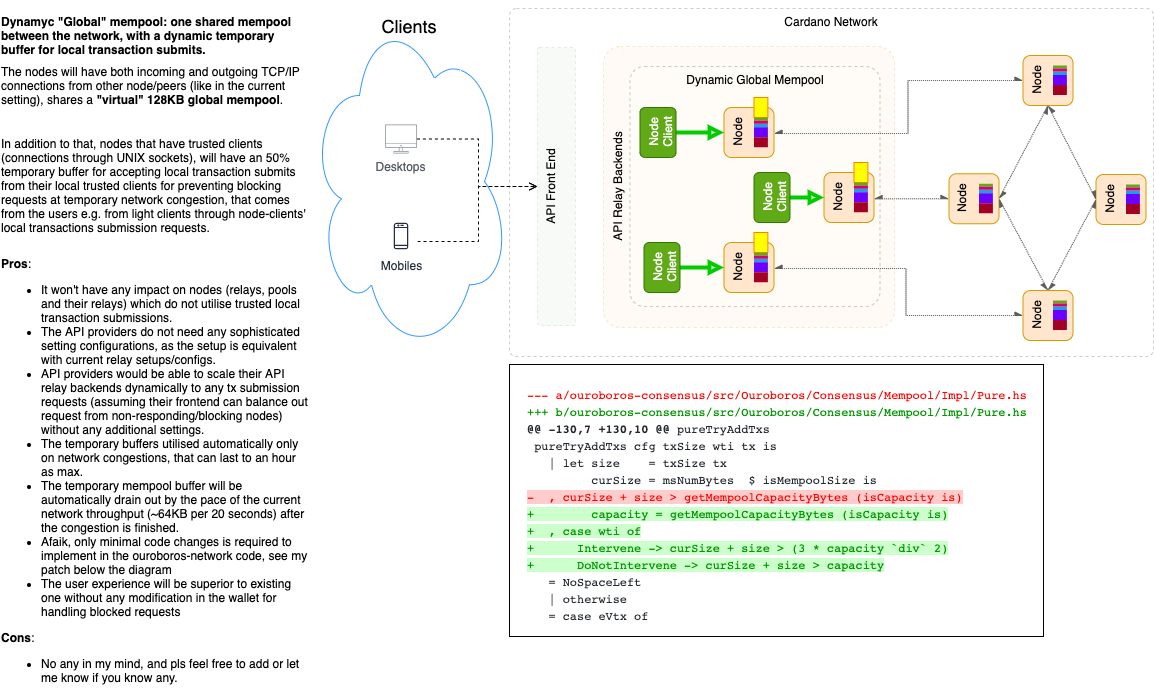 Dynamyc "Global" mempool: one shared mempool
between the network, with a dynamic temporary
buffer for local transaction submits.
The nodes will have both incoming and outgoing TCP/IP
connections from other node/peers (like in the current
setting), shares a "virtual" 128KB global mempool.
In addition to that, nodes that have trusted clients
(connections through UNIX sockets), will have an 50%
temporary buffer for accepting local transaction submits
from their local trusted clients for preventing blocking
requests at temporary network congestion, that comes
from the users e.g. from light clients through node-clients'
local transactions submission requests.
Pros:
• It won't have any impact on nodes (relays, pools
and their relays) which do not utilise trusted local
transaction submissions.
• The API providers do not need any sophisticated
setting configurations, as the setup is equivalent
with current relay setups/configs.
• API providers would be able to scale their API
relay backends dynamically to any tx submission
requests (assuming their frontend can balance out
request from non-responding/blocking nodes)
without any additional settings.
• The temporary buffers utilised automatically only
on network congestions, that can last to an hour
as max.
• The temporary mempool buffer will be
automatically drain out by the pace of the current
network throughput (~64KB per 20 seconds) after
the congestion is finished.
• Afaik, only minimal code changes is required to
implement in the ouroboros-network code, see my
patch below the diagram
• The user experience will be superior to existing
one without any modification in the wallet for
handling blocked requests
Cons:
• No any in my mind, and pls feel free to add or let
me know if you know any.
Clients
Desktops
Mobiles
Cardano Network
API Front End
API Relay Backends
Dynamic Global Mempool
Node
Client
Node
Node
Client
Node
Node
Client
Node
Node
Node
Node
Node
--- a/ouroboros-consensus/src/Ouroboros/Consensus/Mempool/Impl/Pure.hs
+++ b/ouroboros-consensus/src/Ouroboros/Consensus/Mempool/Impl/Pure.hs
@@ -130,7 +130,10 @@ pureTryAddTxs
pureTryAddTxs cfg txSize wti tx is
| let size    = txSize tx
curSize = msNumBytes  $ isMempoolSize is
-  , curSize + size > getMempoolCapacityBytes (isCapacity is)
+        capacity = getMempoolCapacityBytes (isCapacity is)
+  , case wti of
+      Intervene -> curSize + size > (3 * capacity `div` 2)
+      DoNotIntervene -> curSize + size > capacity
= NoSpaceLeft
| otherwise
= case eVtx of